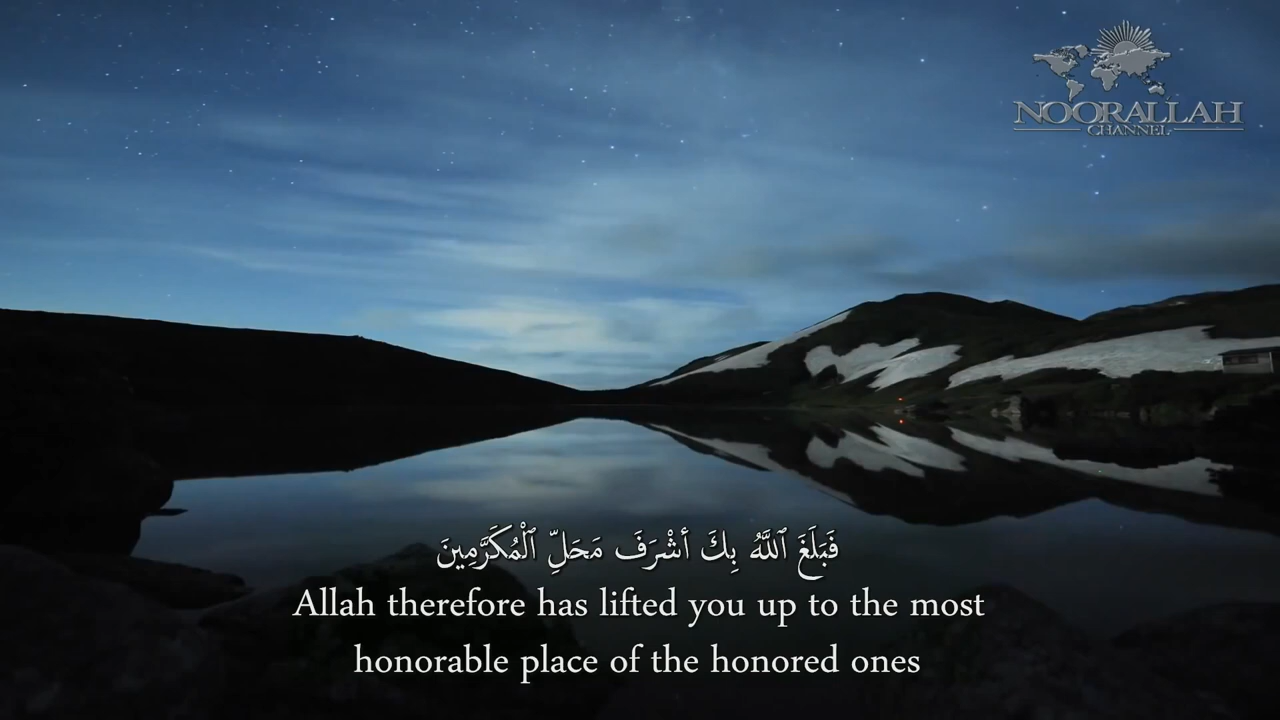 NOORALLAH
CHANNEL
فَبَلَغَ ٱللَّهُ بِكَ أَشْرَفَ مَحَلِّ ٱلْمُكَرَّمِينَ
Allah therefore has lifted you up to the most
honorable place of the honored ones